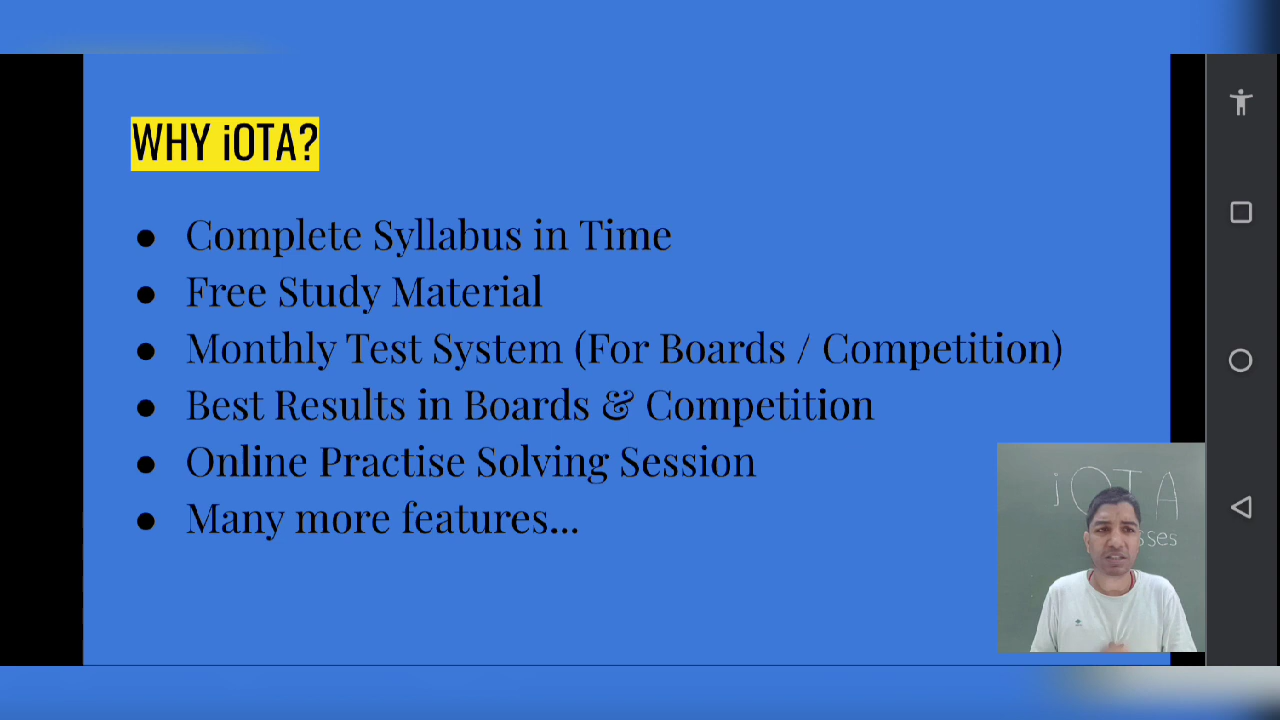 WHY iOTA?
● Complete Syllabus in Time
● Free Study Material
● Monthly Test System (For Boards / Competition)
● Best Results in Boards & Competition
● Online Practise Solving Session
● Many more features...
iOTA
sses